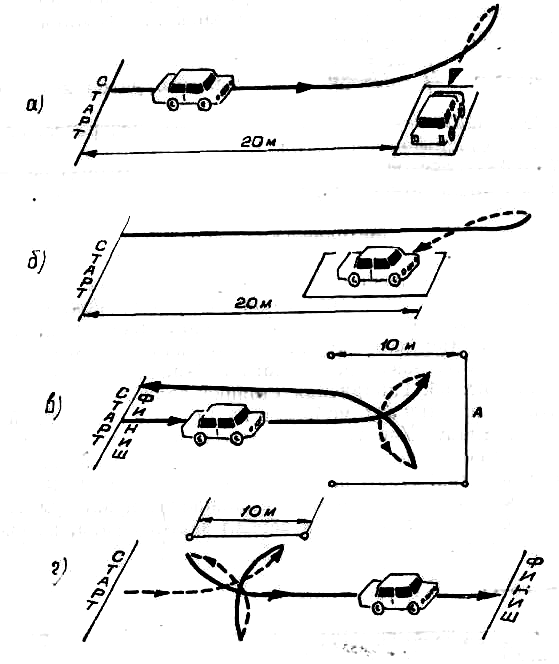 а)
СТАРТ
20 м
б)
СТАРТ
20 м
в)
СТАРТ
ФИНИШ
10 м
А
г)
СТАРТ
10 м
ФИНИШ